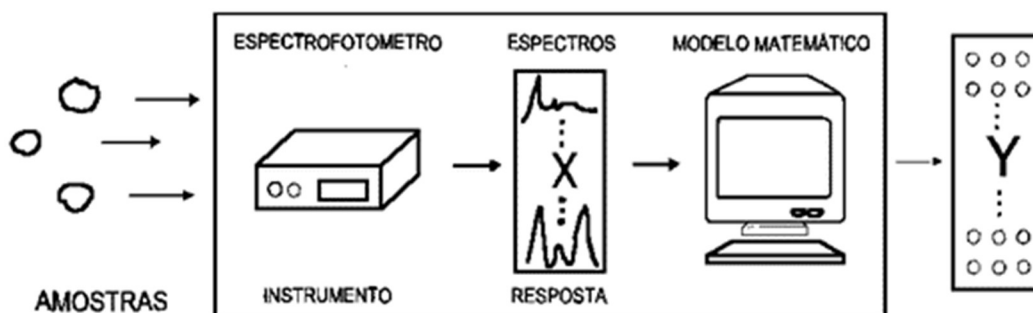 ESPECTROFOTOMETRO
ESPECTROS
MODELO MATEMÁTICO
X
Y
AMOSTRAS
INSTRUMENTO
RESPOSTA